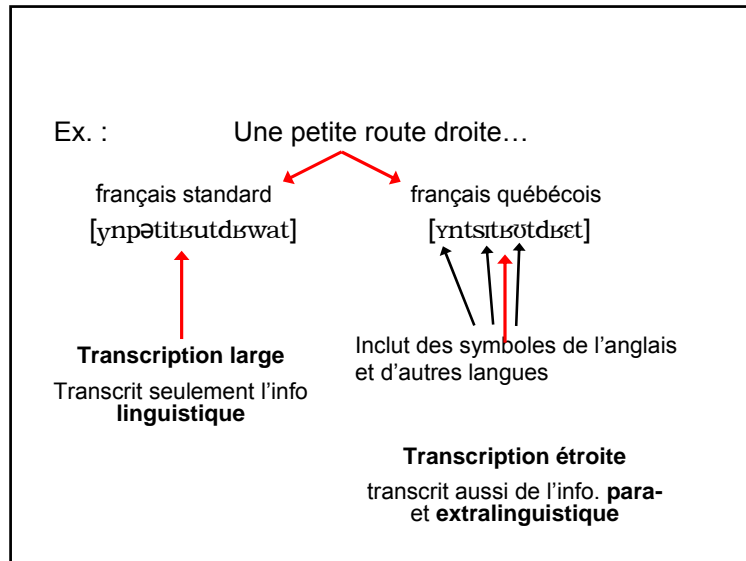 Ex. : Une petite route droite…
français standard français québécois
[ynpətitʁutdʁwat] [ʏntsɪtʁʊtdʁɛt]
Transcription large
Transcrit seulement l’info
linguistique
Inclut des symboles de l’anglais
et d’autres langues
Transcription étroite
transcrit aussi de l’info. para-
et extralinguistique